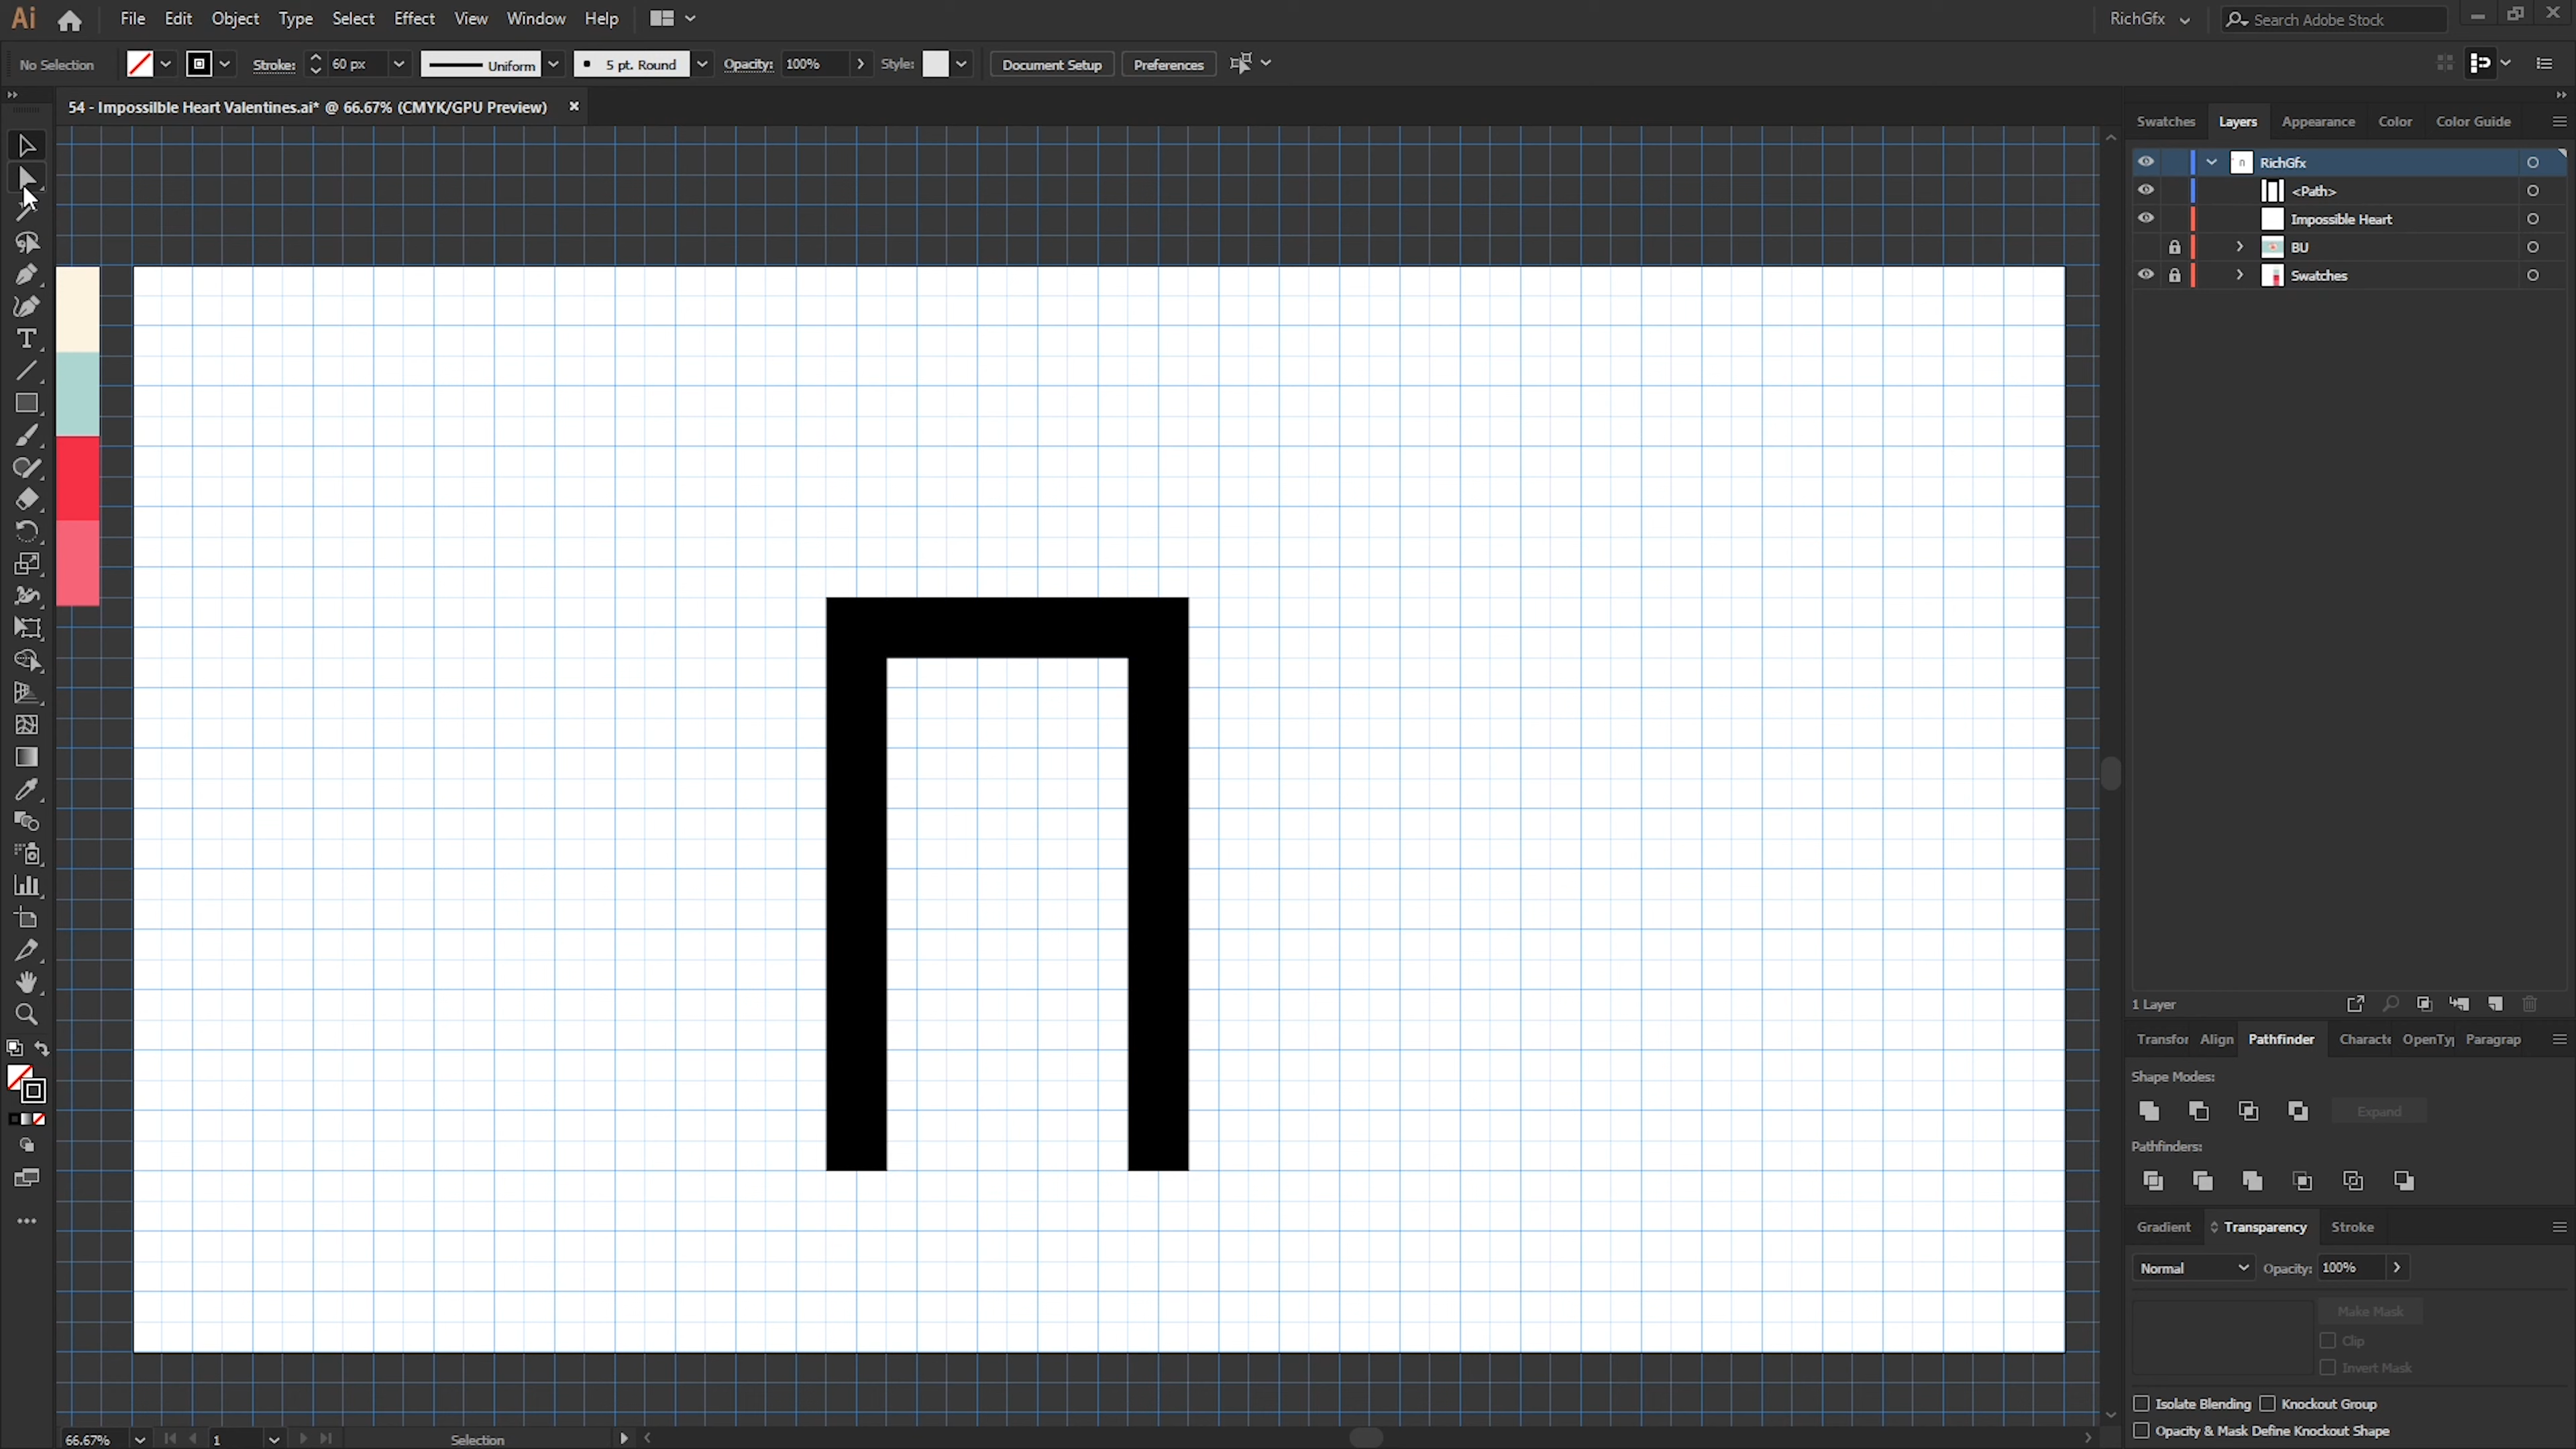 Ai File Edit Object Type Select Effect View Window Help RichGfx Search Adobe Stock
No Selection Stroke: 60 px Uniform 5 pt. Round Opacity: 100% Style: Document Setup Preferences
54 - Impossilble Heart Valentines.ai* @ 66.67% (CMYK/GPU Preview)
Swatches Layers Appearance Color Color Guide
RichGfx
<Path>
Impossible Heart
BU
Swatches
1 Layer
Transfor Align Pathfinder Characte OpenTyp Paragrap
Shape Modes:
Expand
Pathfinders:
Gradient Transparency Stroke
Normal Opacity: 100%
Make Mask
Clip
Invert Mask
Isolate Blending Knockout Group
Opacity & Mask Define Knockout Shape
66.67% 1 Selection